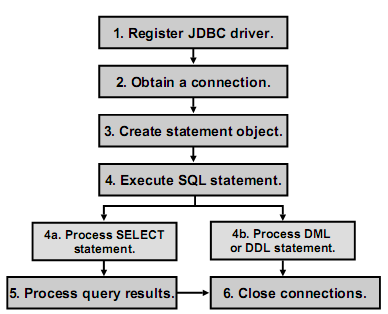 1. Register JDBC driver.
2. Obtain a connection.
3. Create statement object.
4. Execute SQL statement.
4a. Process SELECT
statement.
4b. Process DML
or DDL statement.
5. Process query results.
6. Close connections.